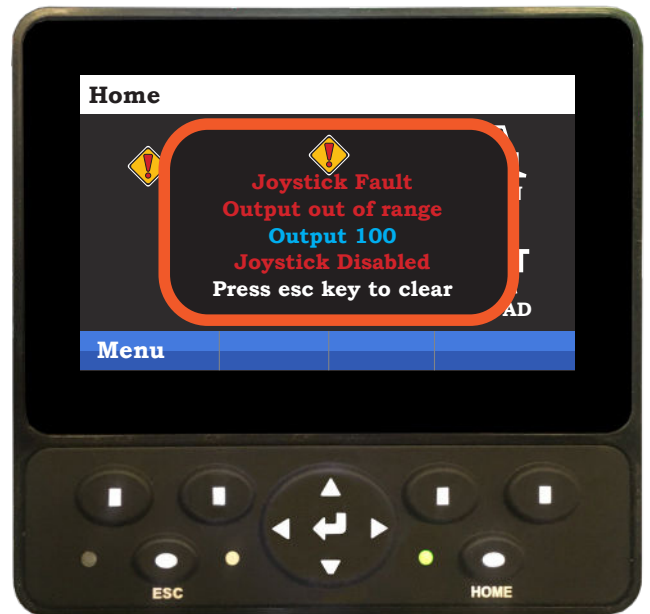 Home
Joystick Fault
Output out of range
Output 100
Joystick Disabled
Press esc key to clear
AD
Menu
ESC
HOME